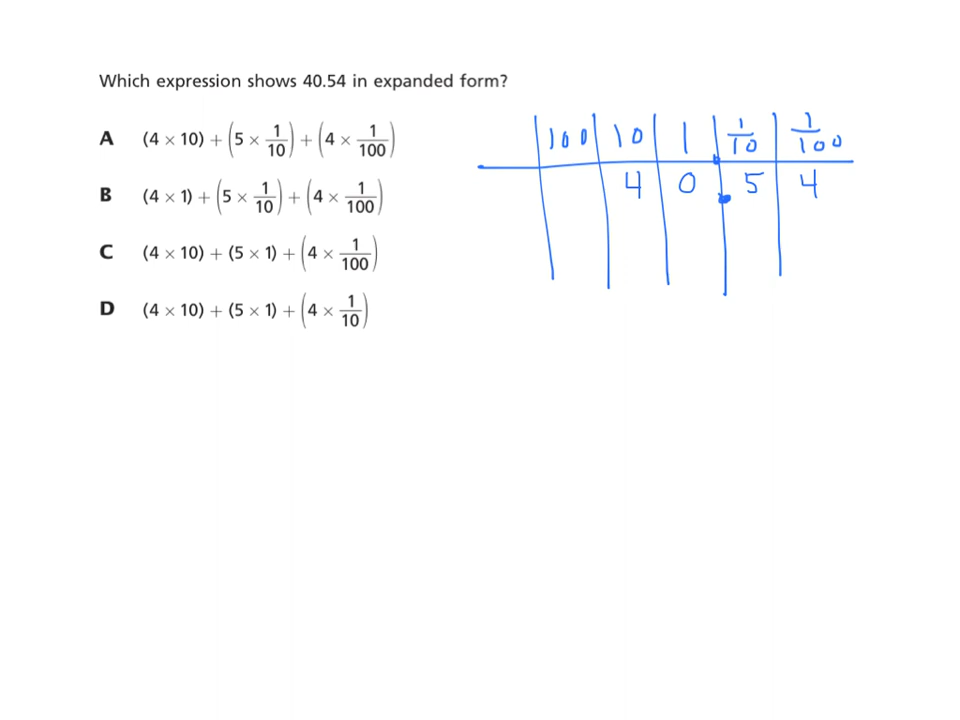 Which expression shows 40.54 in expanded form?
A (4 × 10) + (5 × 1/10) + (4 × 1/100)
B (4 × 1) + (5 × 1/10) + (4 × 1/100)
C (4 × 10) + (5 × 1) + (4 × 1/100)
D (4 × 10) + (5 × 1) + (4 × 1/10)
100 10 1 . 1/10 1/100
4 0 . 5 4